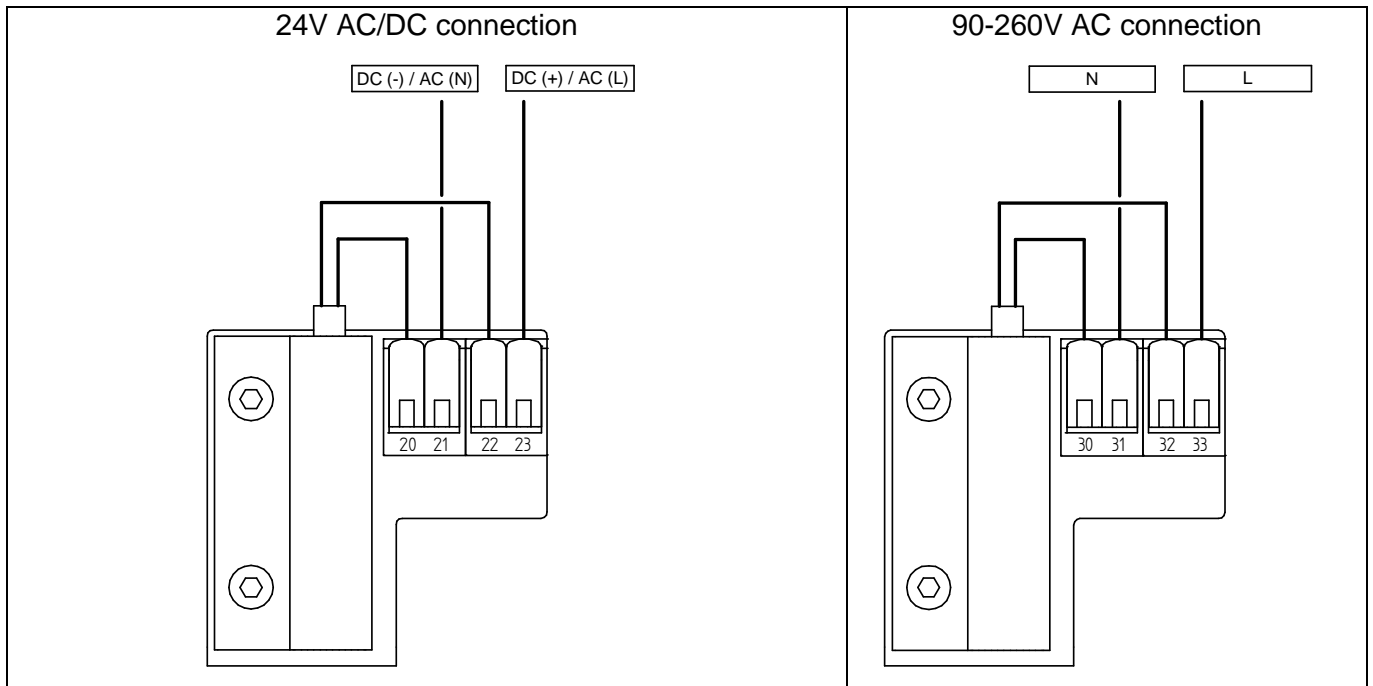 24V AC/DC connection
90-260V AC connection
DC (-) / AC (N)
DC (+) / AC (L)
N
L
20 21 22 23
30 31 32 33